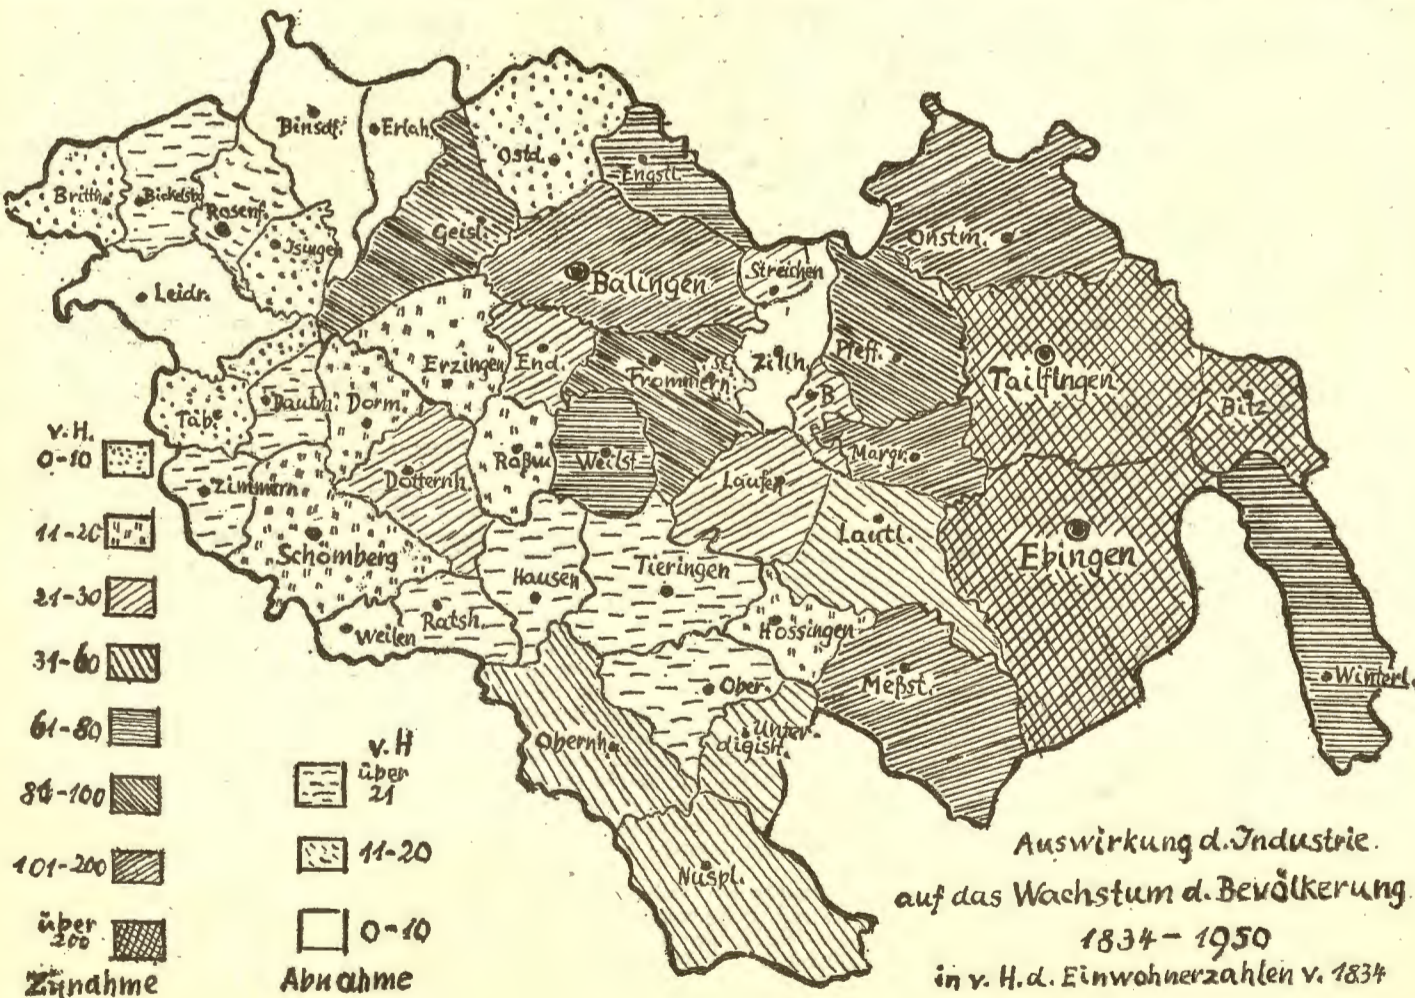 Binsdf.
Erlah.
Ostd.
Engstl.
Britth.
Bickelsb.
Rosenf.
Isingen
Geisl.
Onstm.
Leidr.
Balingen
Streichen
Erzingen
End.
Frommern
St.
Zillh.
Pfeff.
Tailfingen
Bitz
Täb.
Dautm.
Dorm.
B.
Zimmern
Dotternh.
Roßw.
Weilst.
Laufen
Margr.
Schömberg
Hausen
Tieringen
Lautl.
Ebingen
Weilen
Ratsh.
Hossingen
Ober.
Meßst.
Winterl.
Obernh.
Unter-
digish.
Nuspl.
v.H.
0-10
11-20
21-30
31-60
61-80
81-100
101-200
über
200
Zunahme
v.H
über
21
11-20
0-10
Abnahme
Auswirkung d. Industrie.
auf das Wachstum d. Bevölkerung
1834-1950
in v. H. d. Einwohnerzahlen v. 1834